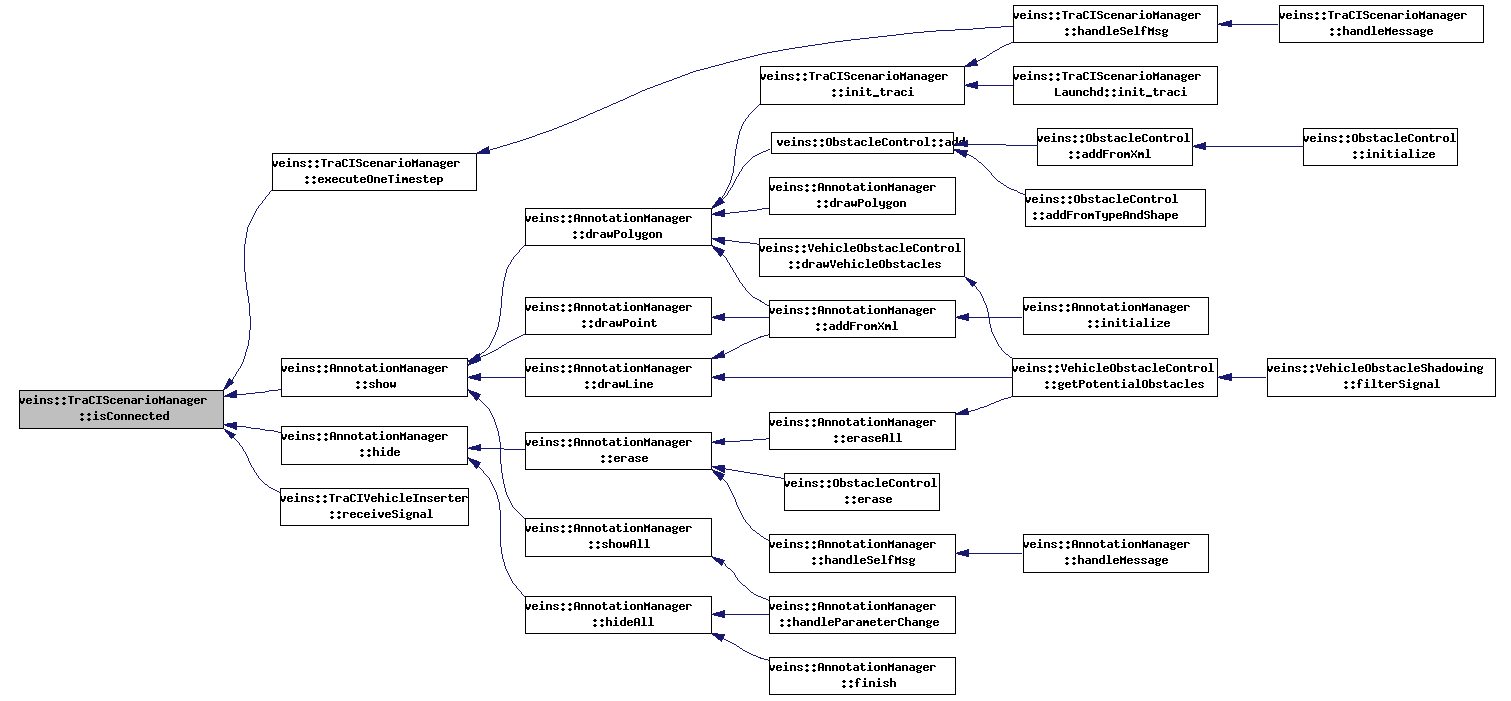 veins::TraCIScenarioManager
::isConnected
veins::TraCIScenarioManager
::executeOneTimestep
veins::AnnotationManager
::show
veins::AnnotationManager
::hide
veins::TraCIVehicleInserter
::receiveSignal
veins::AnnotationManager
::drawPolygon
veins::AnnotationManager
::drawPoint
veins::AnnotationManager
::drawLine
veins::AnnotationManager
::erase
veins::AnnotationManager
::showAll
veins::AnnotationManager
::hideAll
veins::TraCIScenarioManager
::init_traci
veins::ObstacleControl::add
veins::AnnotationManager
::drawPolygon
veins::VehicleObstacleControl
::drawVehicleObstacles
veins::AnnotationManager
::addFromXml
veins::AnnotationManager
::eraseAll
veins::ObstacleControl
::erase
veins::AnnotationManager
::handleSelfMsg
veins::AnnotationManager
::handleParameterChange
veins::AnnotationManager
::finish
veins::TraCIScenarioManager
::handleSelfMsg
veins::TraCIScenarioManager
Launchd::init_traci
veins::ObstacleControl
::addFromXml
veins::ObstacleControl
::addFromTypeAndShape
veins::AnnotationManager
::initialize
veins::VehicleObstacleControl
::getPotentialObstacles
veins::AnnotationManager
::handleMessage
veins::TraCIScenarioManager
::handleMessage
veins::ObstacleControl
::initialize
veins::VehicleObstacleShadowing
::filterSignal